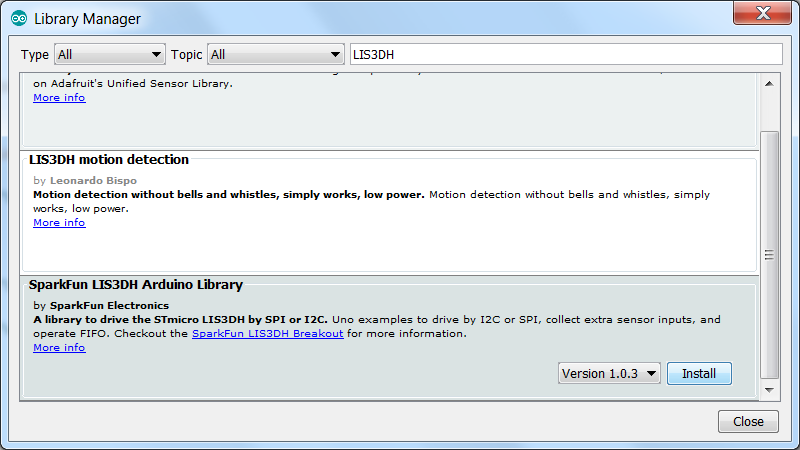 Library Manager
Type All Topic All LIS3DH
on Adafruit's Unified Sensor Library.
More info
LIS3DH motion detection
by Leonardo Bispo
Motion detection without bells and whistles, simply works, low power. Motion detection without bells and whistles, simply
works, low power.
More info
SparkFun LIS3DH Arduino Library
by SparkFun Electronics
A library to drive the STmicro LIS3DH by SPI or I2C. Uno examples to drive by I2C or SPI, collect extra sensor inputs, and
operate FIFO. Checkout the SparkFun LIS3DH Breakout for more information.
More info
Version 1.0.3 Install
Close